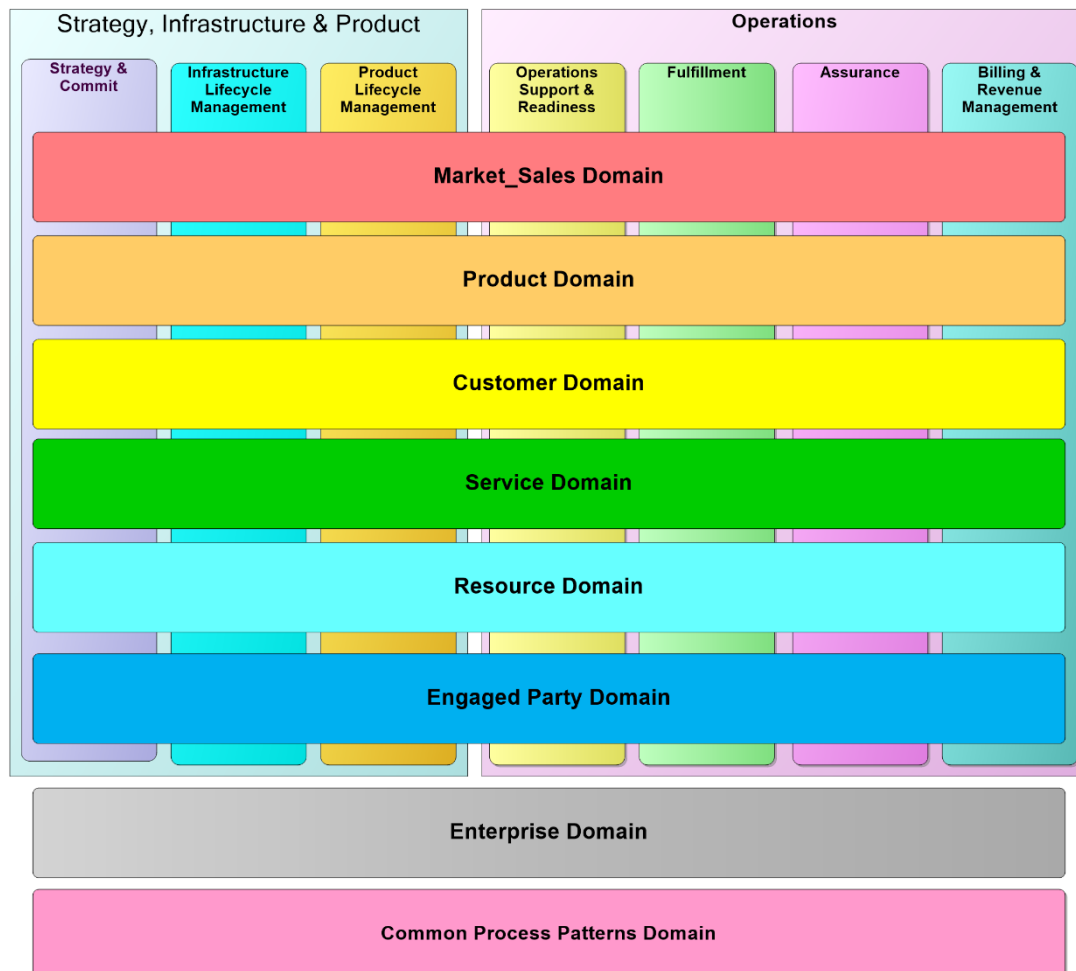 Strategy, Infrastructure & Product
Operations
Strategy &
Commit
Infrastructure
Lifecycle
Management
Product
Lifecycle
Management
Operations
Support &
Readiness
Fulfillment
Assurance
Billing &
Revenue
Management
Market_Sales Domain
Product Domain
Customer Domain
Service Domain
Resource Domain
Engaged Party Domain
Enterprise Domain
Common Process Patterns Domain